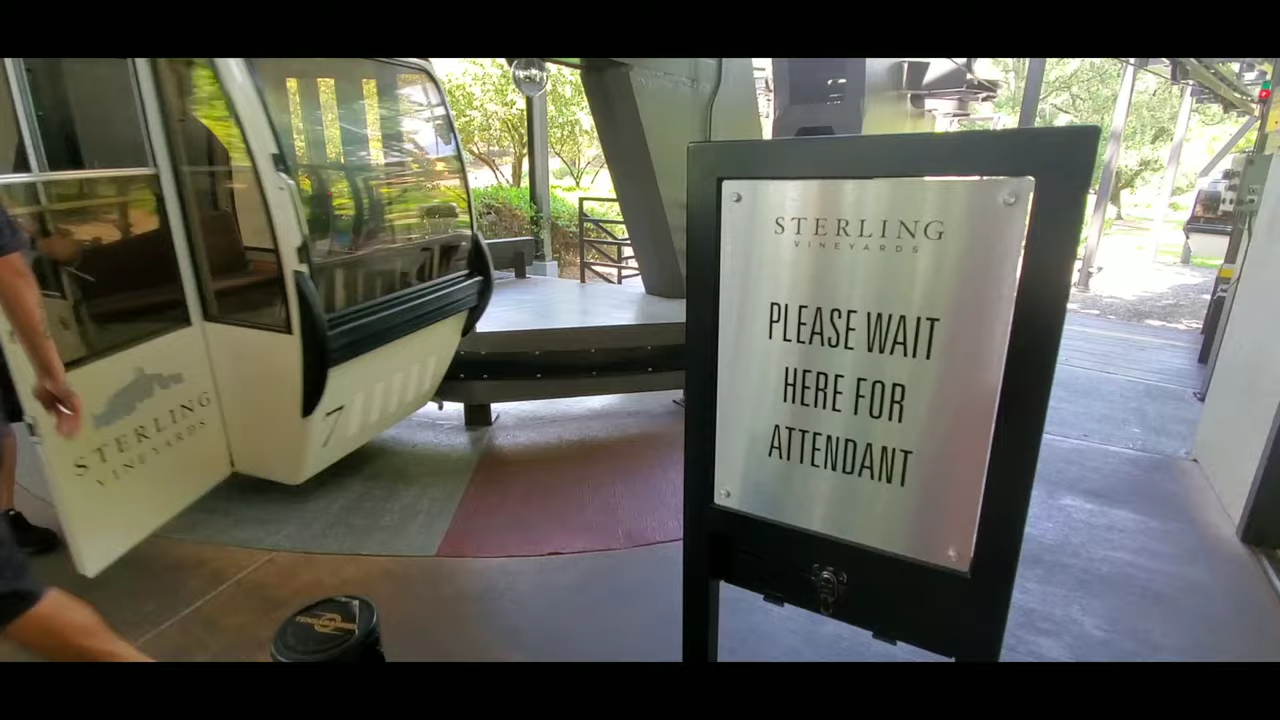 STERLING
VINEYARDS
PLEASE WAIT
HERE FOR
ATTENDANT
STERLING
VINEYARDS
7